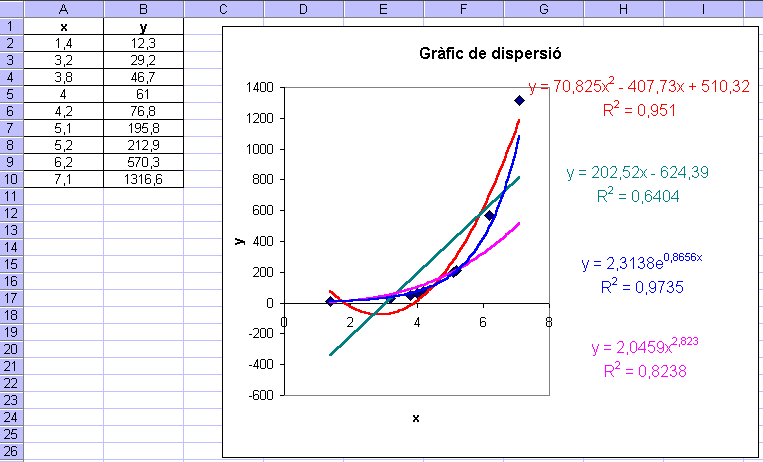 A B C D E F G H I
1 x y
2 1,4 12,3
3 3,2 29,2
4 3,8 46,7
5 4 61
6 4,2 76,8
7 5,1 195,8
8 5,2 212,9
9 6,2 570,3
10 7,1 1316,6
11
12
13
14
15
16
17
18
19
20
21
22
23
24
25
26
Gràfic de dispersió
1400
1200
1000
800
600
400
200
0
-200
-400
-600
0 2 4 6 8
y
x
y = 70,825x² - 407,73x + 510,32
R² = 0,951
y = 202,52x - 624,39
R² = 0,6404
y = 2,3138e^0,8656x
R² = 0,9735
y = 2,0459x^2,823
R² = 0,8238